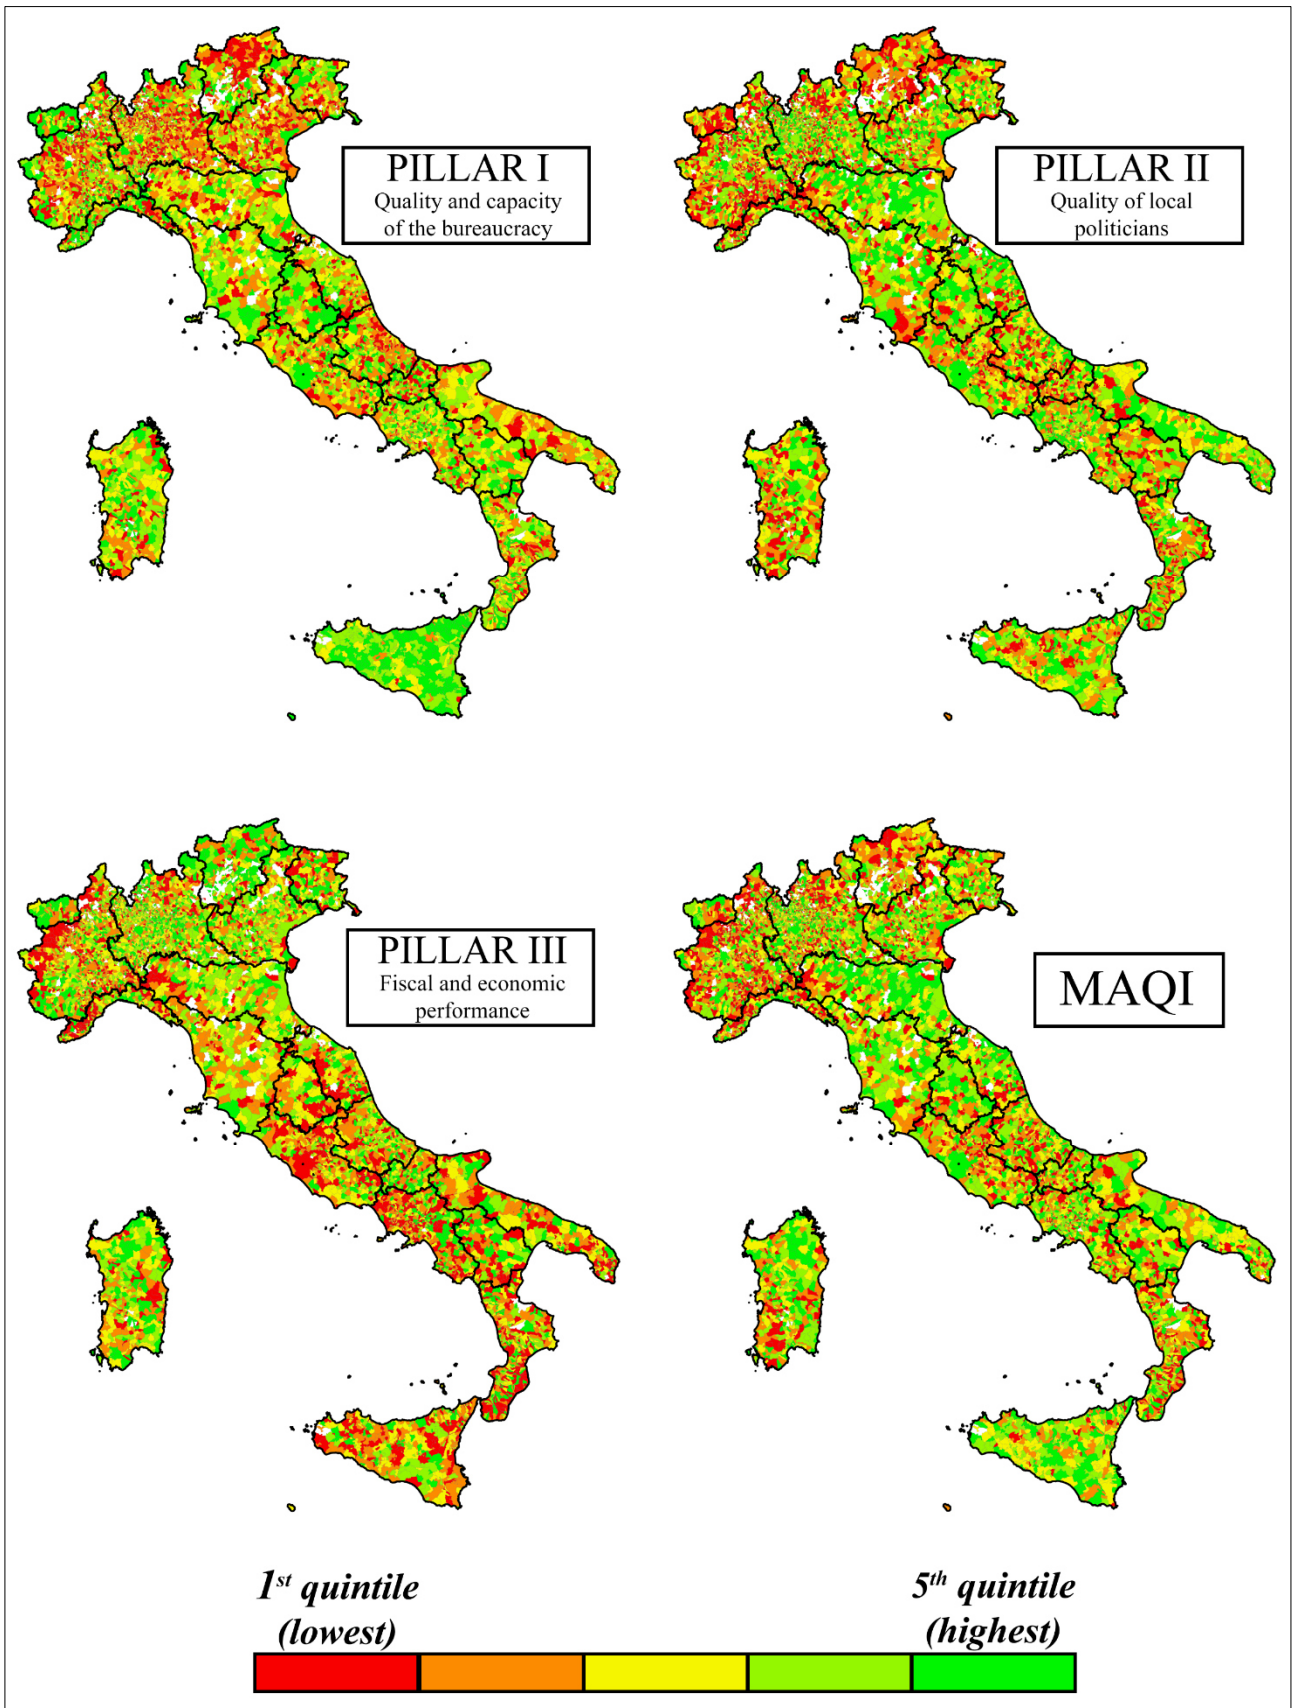 PILLAR I
Quality and capacity
of the bureaucracy
PILLAR II
Quality of local
politicians
PILLAR III
Fiscal and economic
performance
MAQI
1st quintile
(lowest)
5th quintile
(highest)